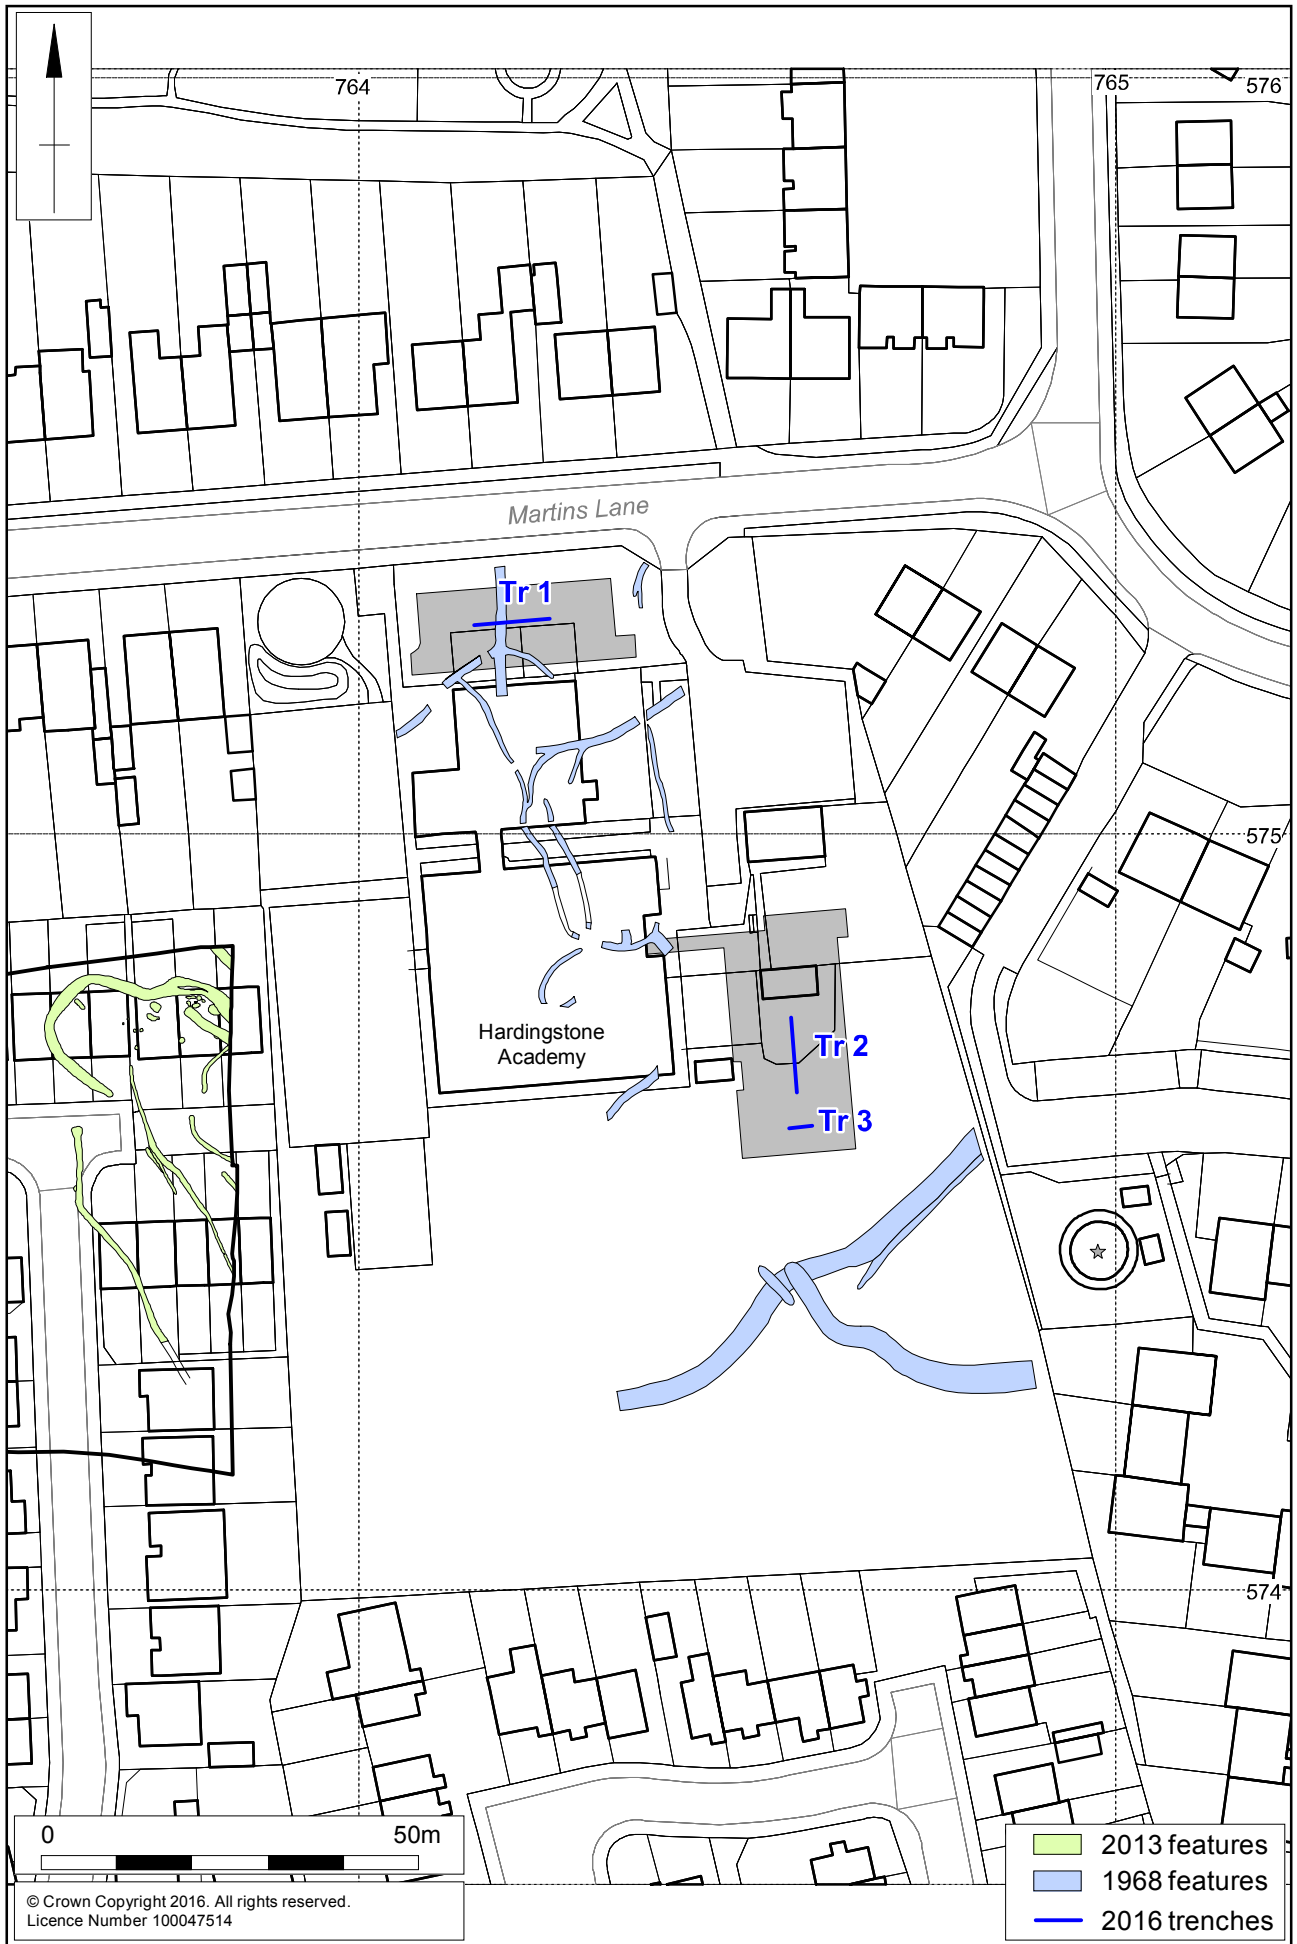 764
765
576
Martins Lane
Tr 1
575
Hardingstone
Academy
Tr 2
Tr 3
574
0 50m
2013 features
1968 features
2016 trenches
© Crown Copyright 2016. All rights reserved.
Licence Number 100047514